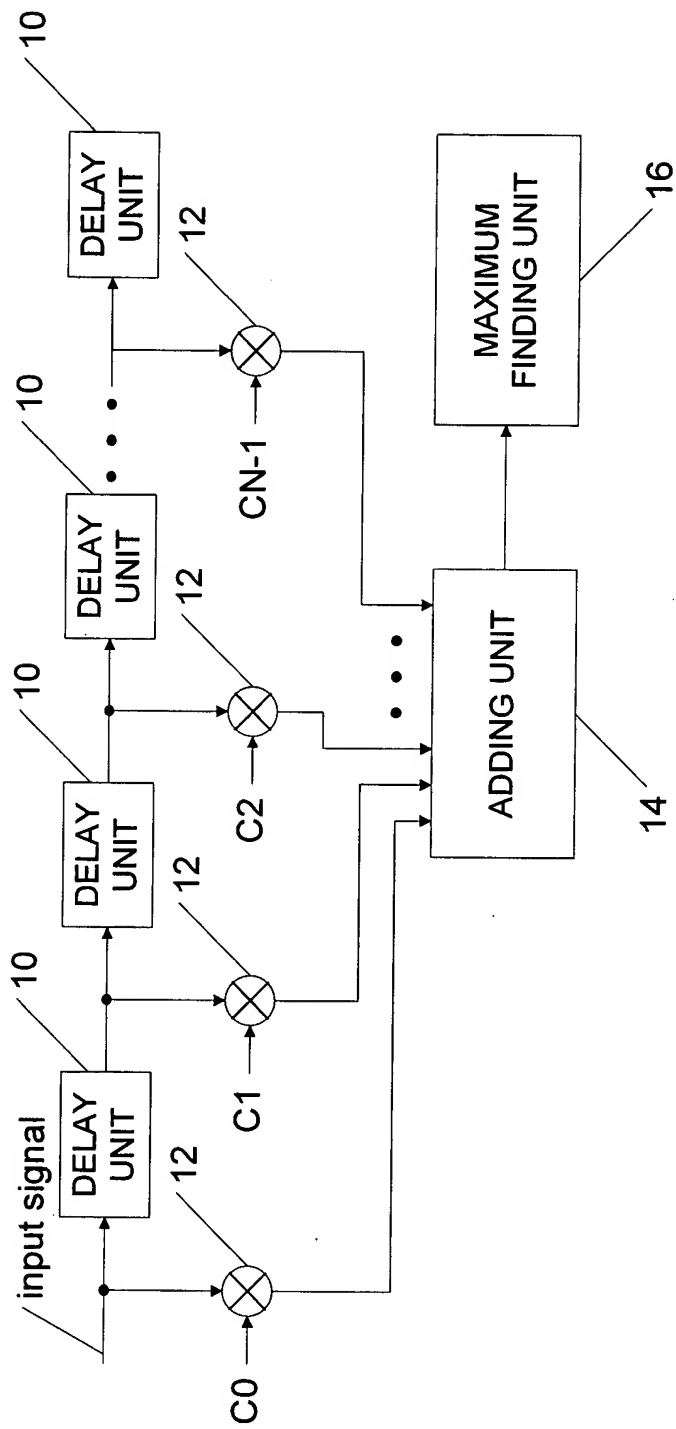 input signal
10
DELAY
UNIT
10
DELAY
UNIT
10
DELAY
UNIT
10
DELAY
UNIT
12
C0
12
C1
12
C2
12
CN-1
ADDING UNIT
14
MAXIMUM
FINDING UNIT
16